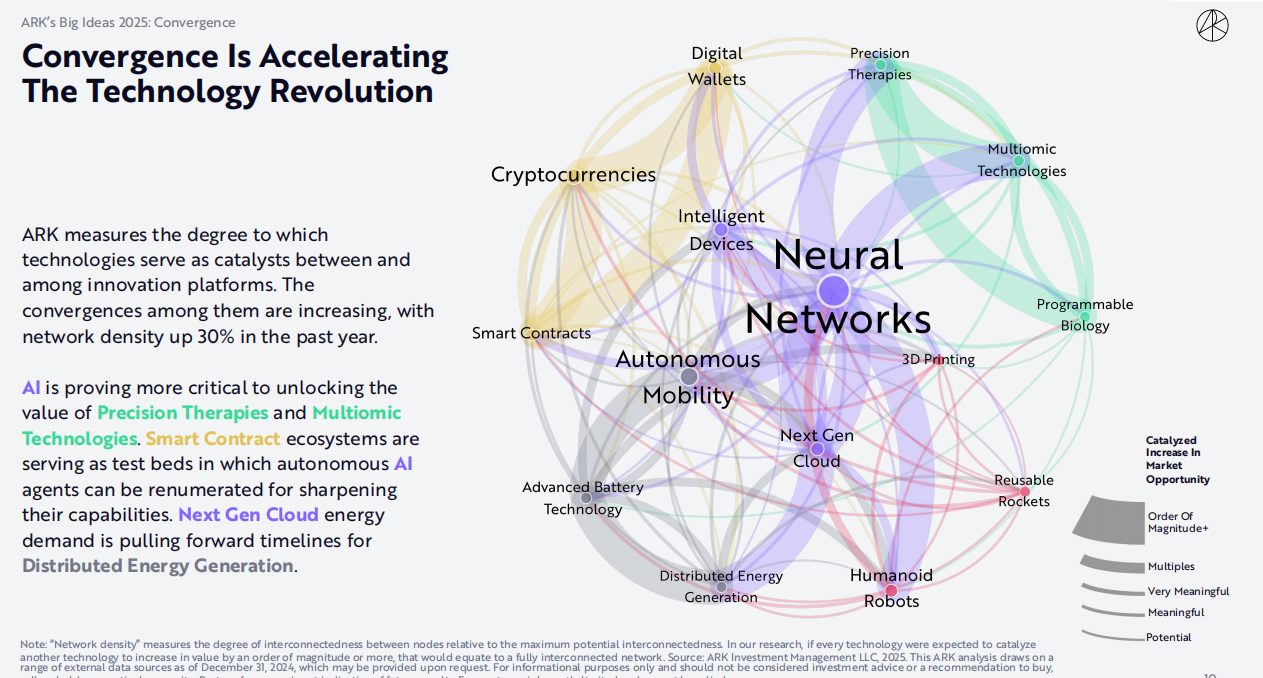 ARK's Big Ideas 2025: Convergence
Convergence Is Accelerating
The Technology Revolution
ARK measures the degree to which
technologies serve as catalysts between and
among innovation platforms. The
convergences among them are increasing, with
network density up 30% in the past year.
AI is proving more critical to unlocking the
value of Precision Therapies and Multiomic
Technologies. Smart Contract ecosystems are
serving as test beds in which autonomous AI
agents can be renumerated for sharpening
their capabilities. Next Gen Cloud energy
demand is pulling forward timelines for
Distributed Energy Generation.
Digital
Wallets
Precision
Therapies
Multiomic
Technologies
Cryptocurrencies
Intelligent
Devices
Neural
Networks
Programmable
Biology
Smart Contracts
Autonomous
Mobility
3D Printing
Next Gen
Cloud
Advanced Battery
Technology
Reusable
Rockets
Distributed Energy
Generation
Humanoid
Robots
Catalyzed
Increase In
Market
Opportunity
Order Of
Magnitude+
Multiples
Very Meaningful
Meaningful
Potential
Note: “Network density” measures the degree of interconnectedness between nodes relative to the maximum potential interconnectedness. In our research, if every technology were expected to catalyze
another technology to increase in value by an order of magnitude or more, that would equate to a fully interconnected network. Source: ARK Investment Management LLC, 2025. This ARK analysis draws on a
range of external data sources as of December 31, 2024, which may be provided upon request. For informational purposes only and should not be considered investment advice or a recommendation to buy,